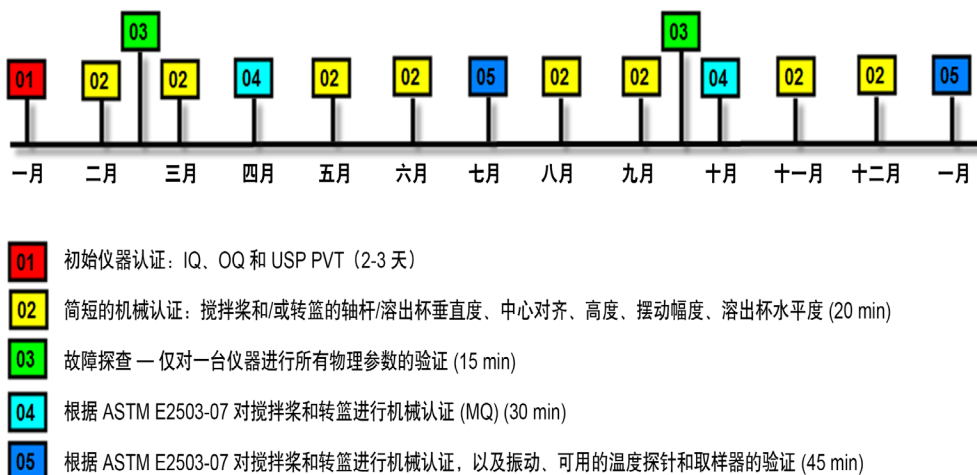 03 03
01 02 02 04 02 02 05 02 02 04 02 02 05
一月 二月 三月 四月 五月 六月 七月 八月 九月 十月 十一月 十二月 一月
01 初始仪器认证：IQ、OQ 和 USP PVT（2-3 天）
02 简短的机械认证：搅拌桨和/或转篮的轴杆/溶出杯垂直度、中心对齐、高度、摆动幅度、溶出杯水平度 (20 min)
03 故障探查 — 仅对一台仪器进行所有物理参数的验证 (15 min)
04 根据 ASTM E2503-07 对搅拌桨和转篮进行机械认证 (MQ) (30 min)
05 根据 ASTM E2503-07 对搅拌桨和转篮进行机械认证，以及振动、可用的温度探针和取样器的验证 (45 min)